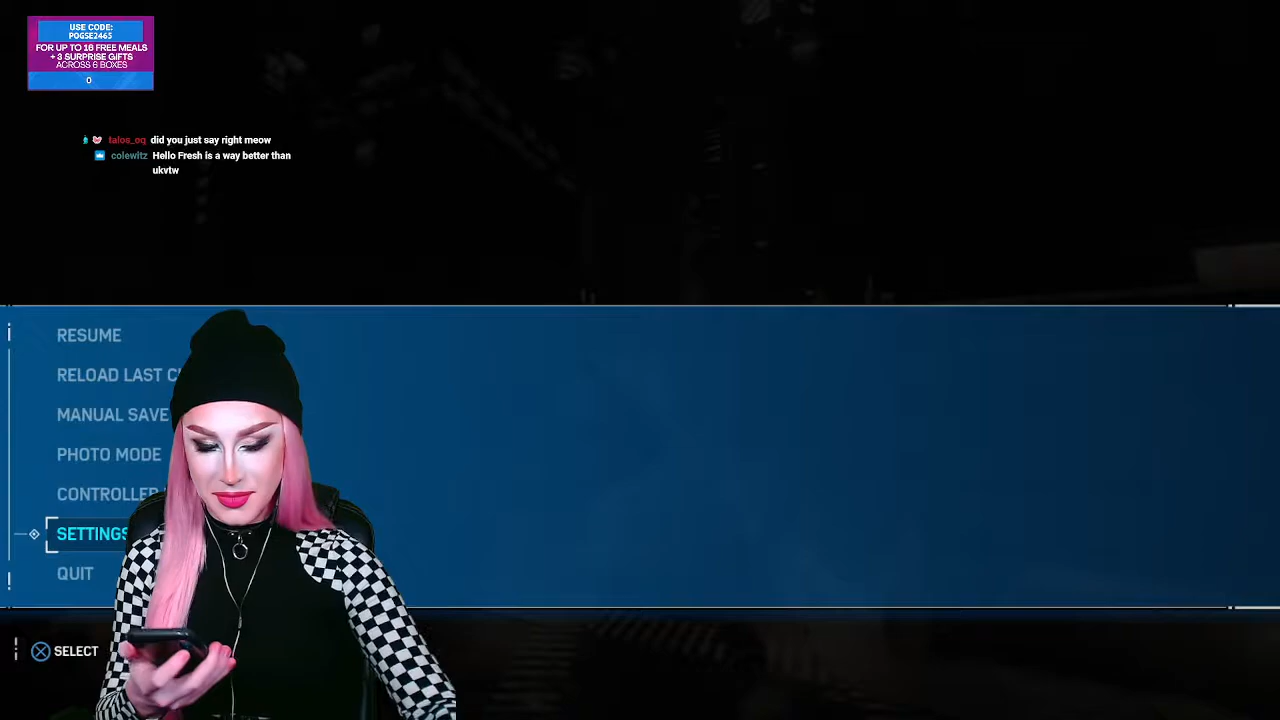 USE CODE:
POGSE2465
FOR UP TO 16 FREE MEALS
+ 3 SURPRISE GIFTS
ACROSS 6 BOXES
0
talos_oq did you just say right meow
colewitz Hello Fresh is a way better than
ukvtw
RESUME
RELOAD LAST
MANUAL SAVE
PHOTO MODE
CONTROLLER
SETTINGS
QUIT
SELECT